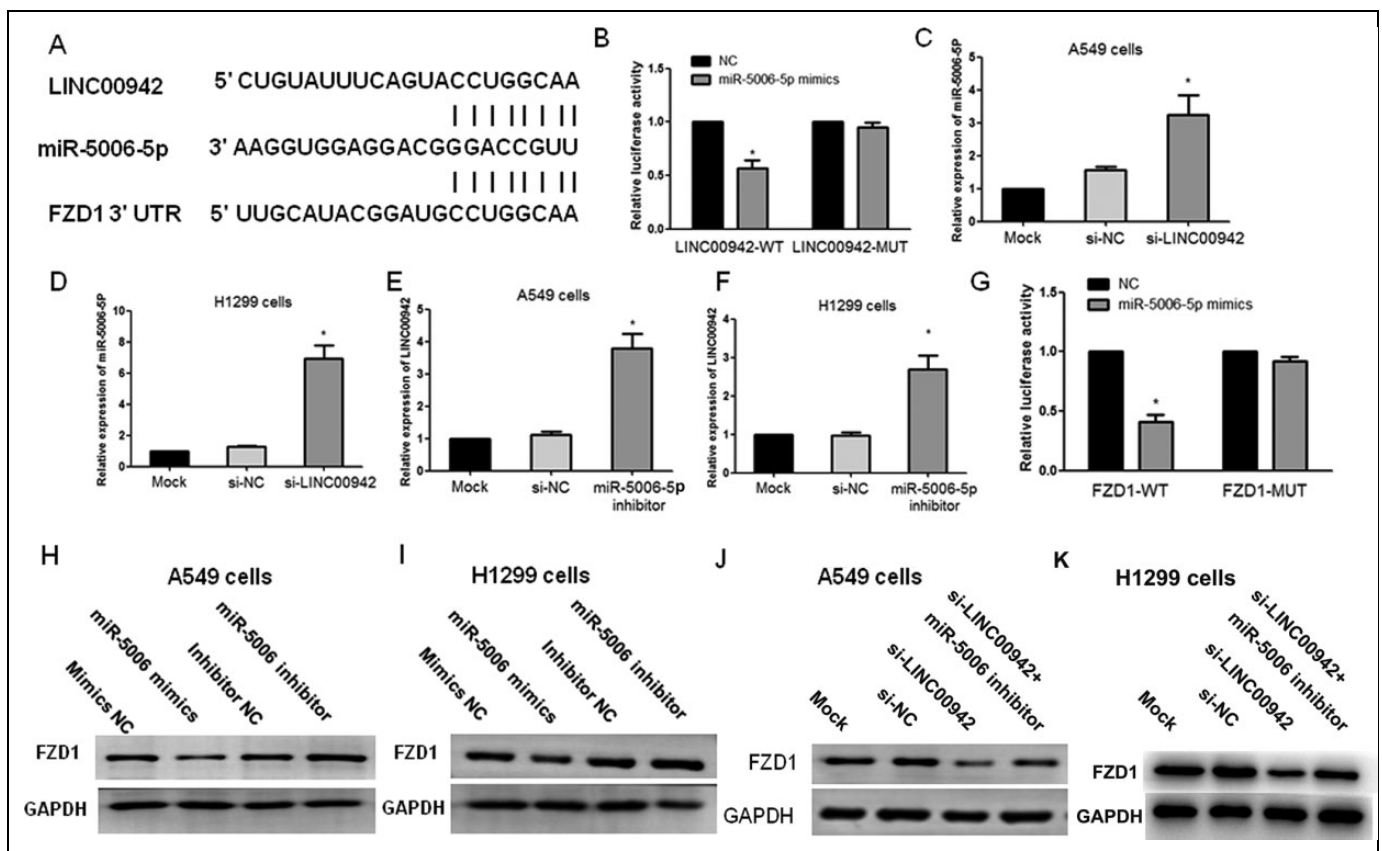 A
LINC00942 5' CUGUAUUUCAGUACCUGGCAA
miR-5006-5p 3' AAGGUGGAGGACGGGACCGUU
FZD1 3' UTR 5' UUGCAUACGGAUGCCUGGCAA
B
NC
miR-5006-5p mimics
Relative luciferase activity
1.5
1.0
0.5
0.0
*
LINC00942-WT LINC00942-MUT
C
A549 cells
Relative expression of miR-5006-5P
5
4
3
2
1
0
*
Mock si-NC si-LINC00942
D
H1299 cells
Relative expression of miR-5006-5P
10
8
6
4
2
0
*
Mock si-NC si-LINC00942
E
A549 cells
Relative expression of LINC00942
5
4
3
2
1
0
*
Mock si-NC miR-5006-5p
inhibitor
F
H1299 cells
Relative expression of LINC00942
4
3
2
1
0
*
Mock si-NC miR-5006-5p
inhibitor
G
NC
miR-5006-5p mimics
Relative luciferase activity
1.5
1.0
0.5
0.0
*
FZD1-WT FZD1-MUT
H
A549 cells
Mimics NC
miR-5006 mimics
Inhibitor NC
miR-5006 inhibitor
FZD1
GAPDH
I
H1299 cells
Mimics NC
miR-5006 mimics
Inhibitor NC
miR-5006 inhibitor
FZD1
GAPDH
J
A549 cells
Mock
si-NC
si-LINC00942
si-LINC00942+
miR-5006 inhibitor
FZD1
GAPDH
K
H1299 cells
Mock
si-NC
si-LINC00942
si-LINC00942+
miR-5006 inhibitor
FZD1
GAPDH